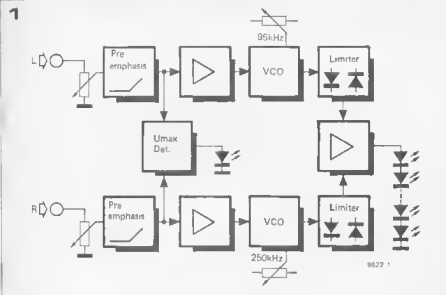 1
95kHz
L
Pre
emphasis
VCO
Limiter
Umax
Det.
R
Pre
emphasis
VCO
Limiter
250kHz
9622 1